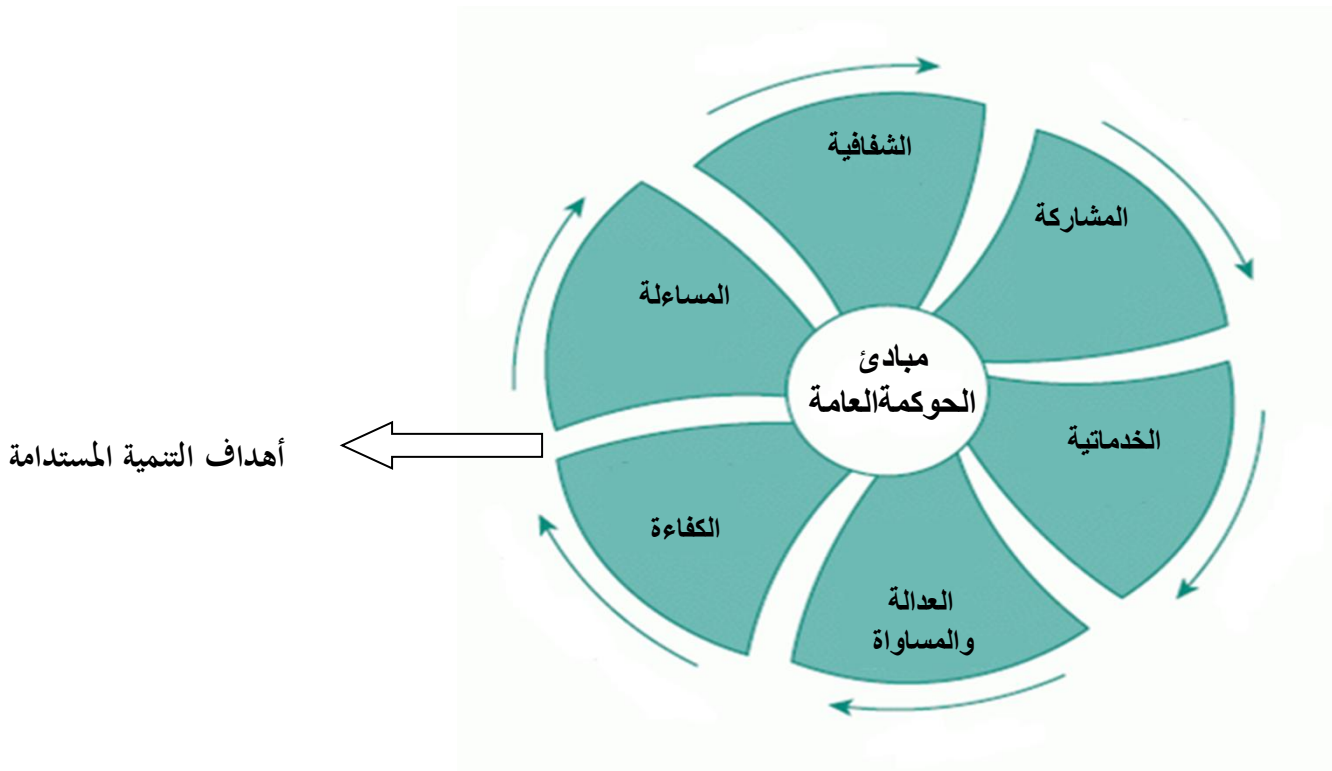 الشفافية
المشاركة
المساءلة
مبادئ
الحوكمةالعامة
الخدماتية
أهداف التنمية المستدامة
الكفاءة
العدالة
والمساواة